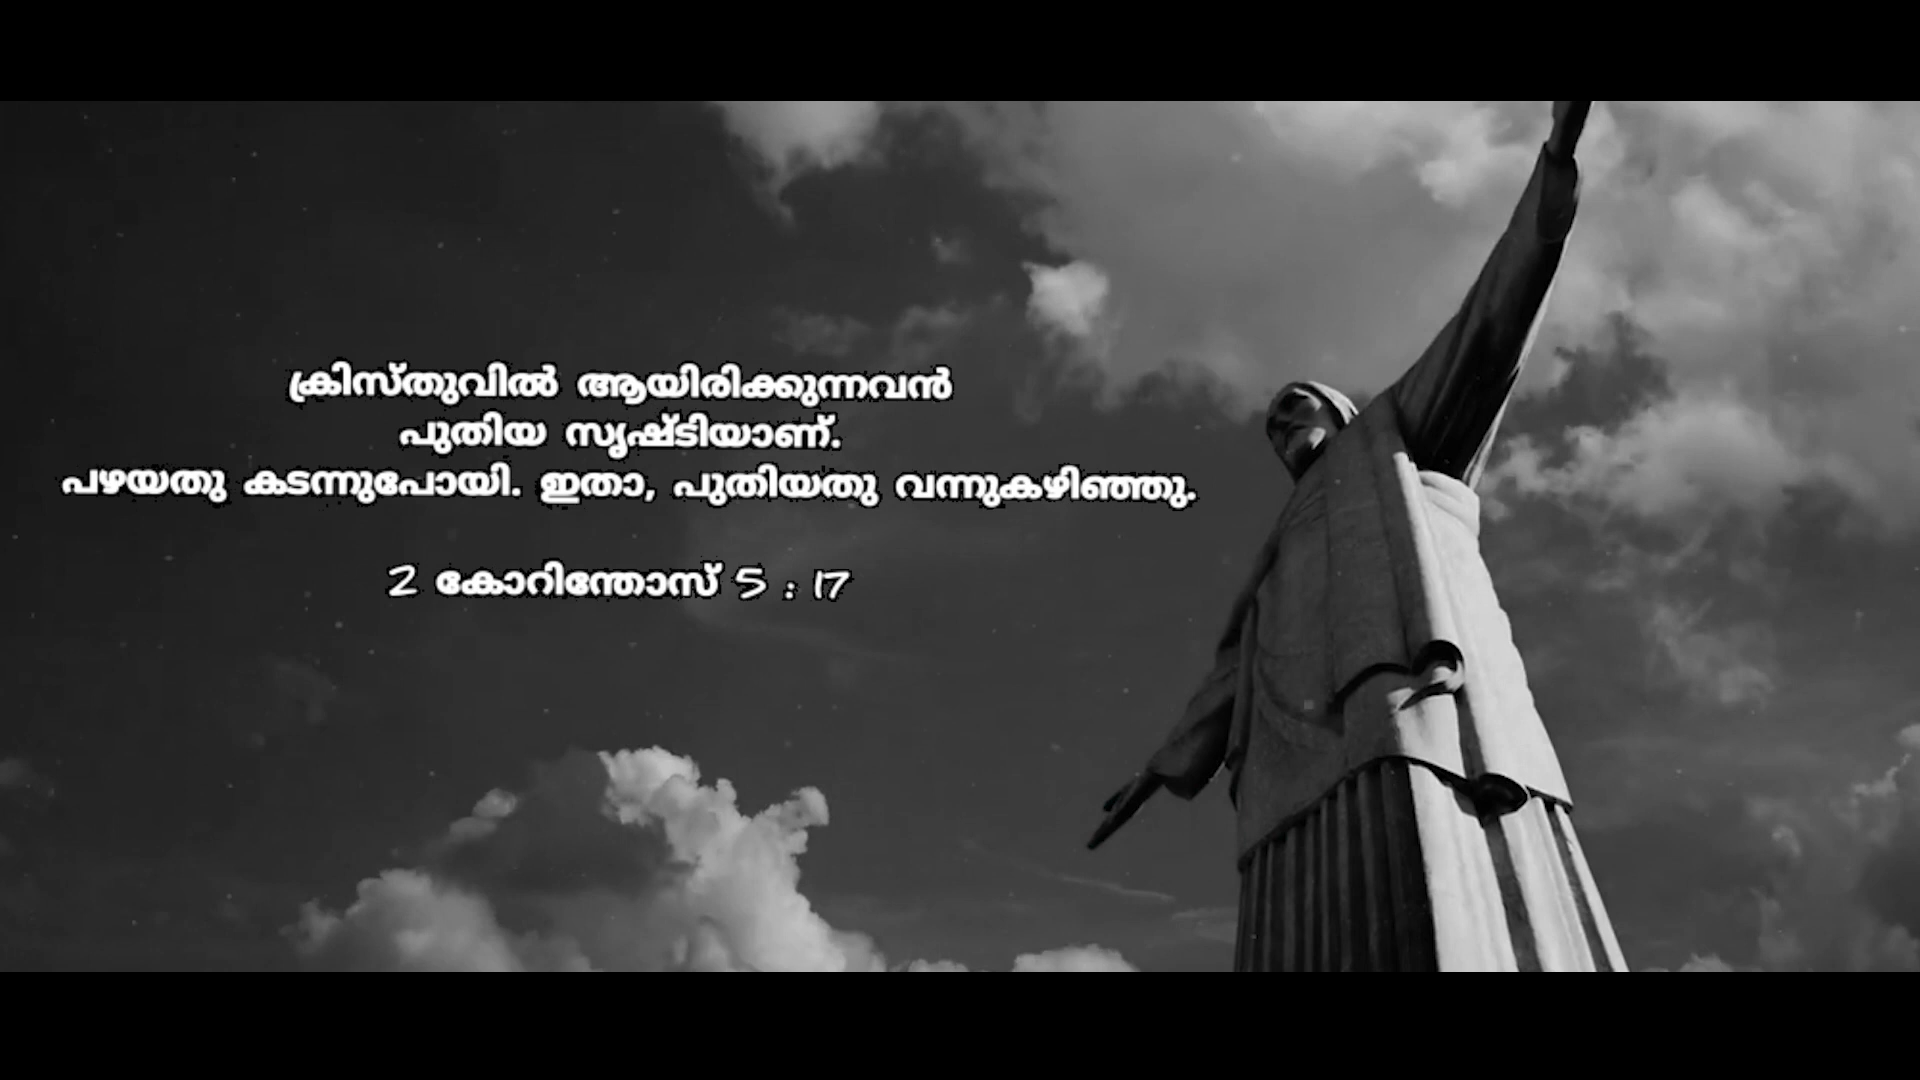 ക്രിസ്തുവിൽ ആയിരിക്കുന്നവൻ
പുതിയ സൃഷ്ടിയാണ്.
പഴയതു കടന്നുപോയി. ഇതാ, പുതിയതു വന്നുകഴിഞ്ഞു.
2 കോറിന്തോസ് 5 : 17